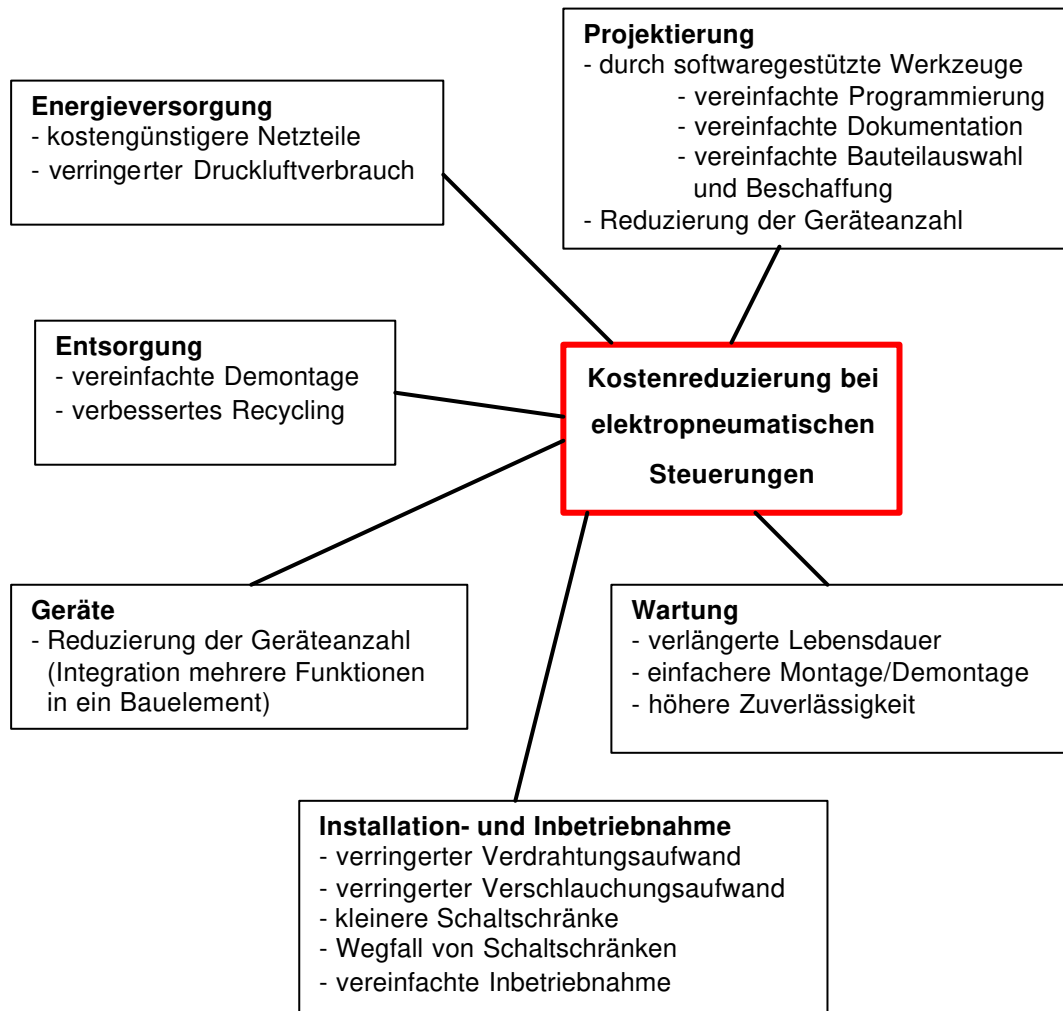 Projektierung
- durch softwaregestützte Werkzeuge
- vereinfachte Programmierung
- vereinfachte Dokumentation
- vereinfachte Bauteilauswahl
und Beschaffung
- Reduzierung der Geräteanzahl
Energieversorgung
- kostengünstigere Netzteile
- verringerter Druckluftverbrauch
Entsorgung
- vereinfachte Demontage
- verbessertes Recycling
Kostenreduzierung bei
elektropneumatischen
Steuerungen
Geräte
- Reduzierung der Geräteanzahl
(Integration mehrere Funktionen
in ein Bauelement)
Wartung
- verlängerte Lebensdauer
- einfachere Montage/Demontage
- höhere Zuverlässigkeit
Installation- und Inbetriebnahme
- verringerter Verdrahtungsaufwand
- verringerter Verschlauchungsaufwand
- kleinere Schaltschränke
- Wegfall von Schaltschränken
- vereinfachte Inbetriebnahme